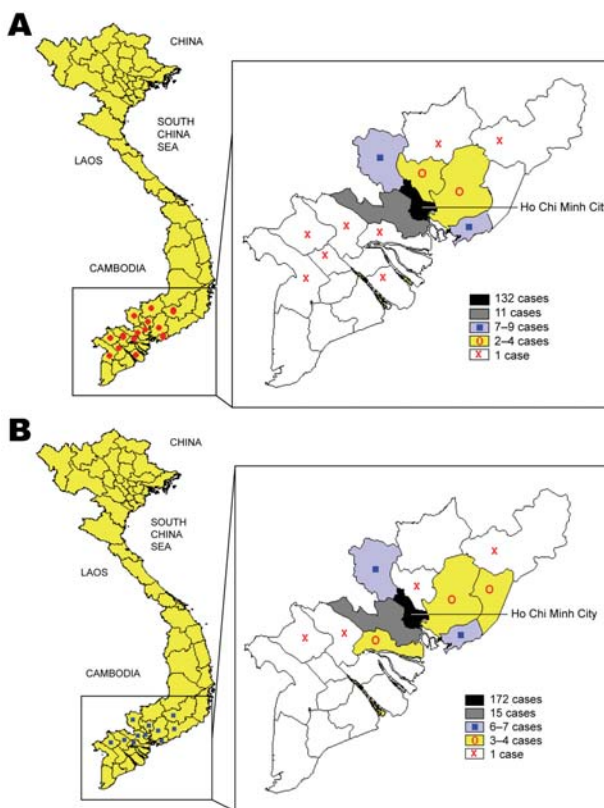 A
CHINA
SOUTH
CHINA
SEA
LAOS
CAMBODIA
X
X
O
O
Ho Chi Minh City
X
X
X
X
X
X
132 cases
11 cases
7–9 cases
O 2–4 cases
X 1 case
B
CHINA
SOUTH
CHINA
SEA
LAOS
CAMBODIA
X
X
O
O
Ho Chi Minh City
X
X
O
172 cases
15 cases
6–7 cases
O 3–4 cases
X 1 case